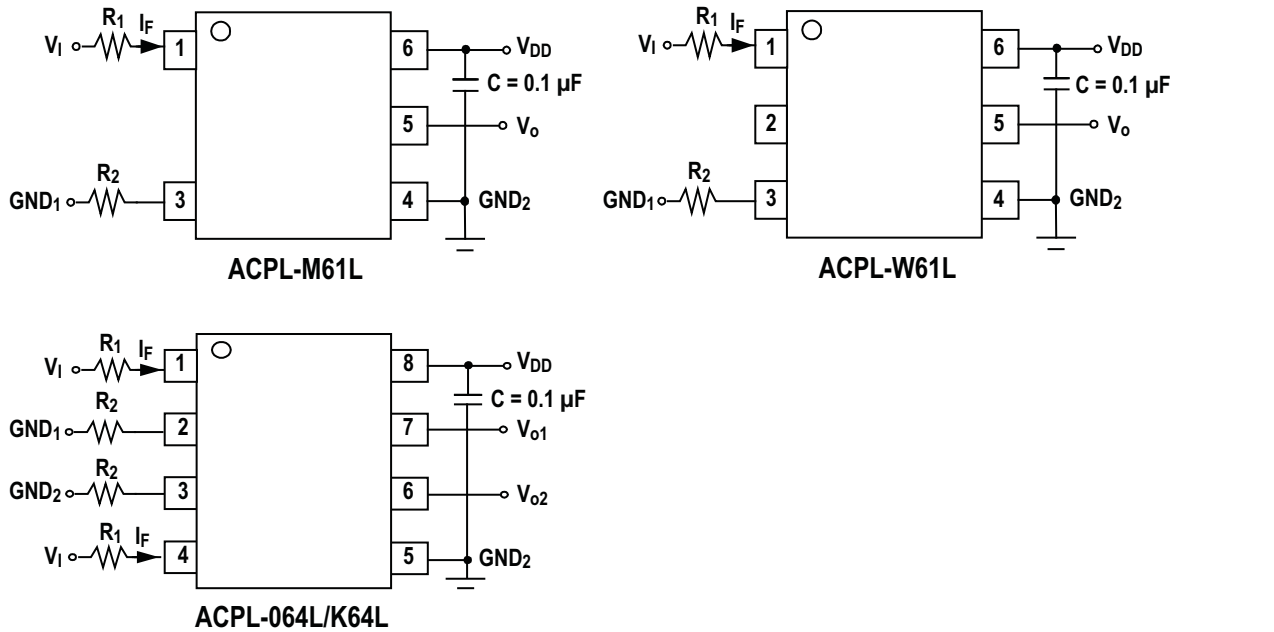 R1 IF
VI 1 6 VDD
C = 0.1 µF
5 Vo
R2
GND1 3 4 GND2
ACPL-M61L
R1 IF
VI 1 6 VDD
C = 0.1 µF
2 5 Vo
R2
GND1 3 4 GND2
ACPL-W61L
R1 IF
VI 1 8 VDD
C = 0.1 µF
R2
GND1 2 7 Vo1
R2
GND2 3 6 Vo2
R1 IF
VI 4 5 GND2
ACPL-064L/K64L